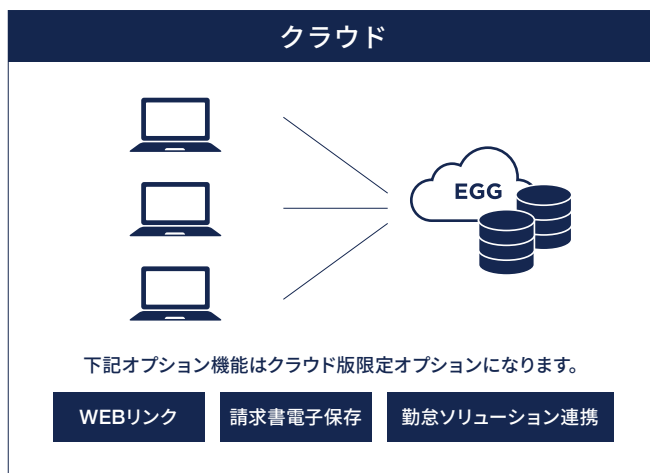 クラウド
EGG
下記オプション機能はクラウド版限定オプションになります。
WEBリンク
請求書電子保存
勤怠ソリューション連携